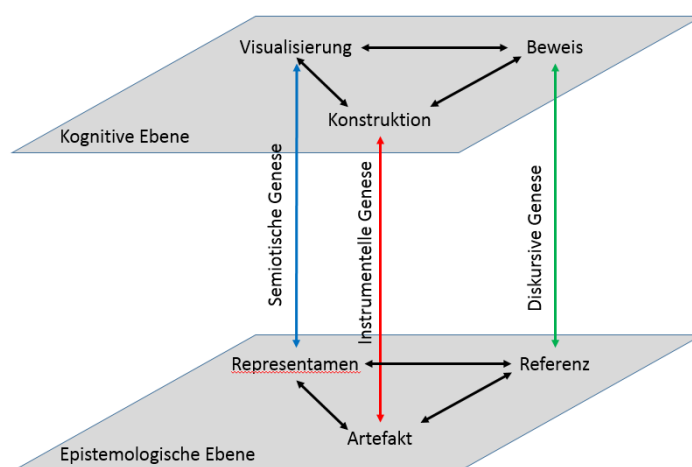 Visualisierung
Beweis
Konstruktion
Kognitive Ebene
Semiotische Genese
Instrumentelle Genese
Diskursive Genese
Representamen
Referenz
Artefakt
Epistemologische Ebene